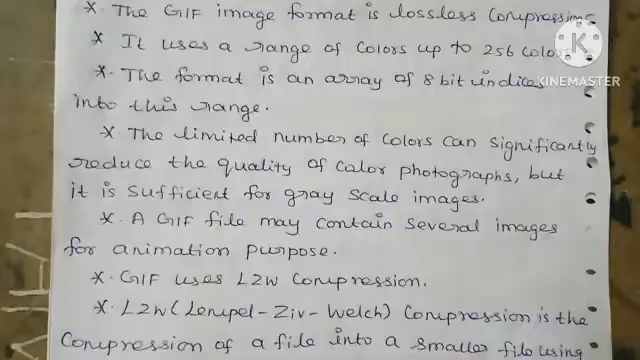 * The GIF image format is lossless compression.
* It uses a range of colors up to 256 colors
* The format is an array of 8 bit indices
into this range.
* The limited number of colors can significantly
reduce the quality of color photographs, but
it is sufficient for gray scale images.
* A GIF file may contain several images
for animation purpose.
* GIF uses LZW Compression.
* LZW (Lempel-Ziv-Welch) Compression is the
Compression of a file into a smaller file using
KINEMASTER